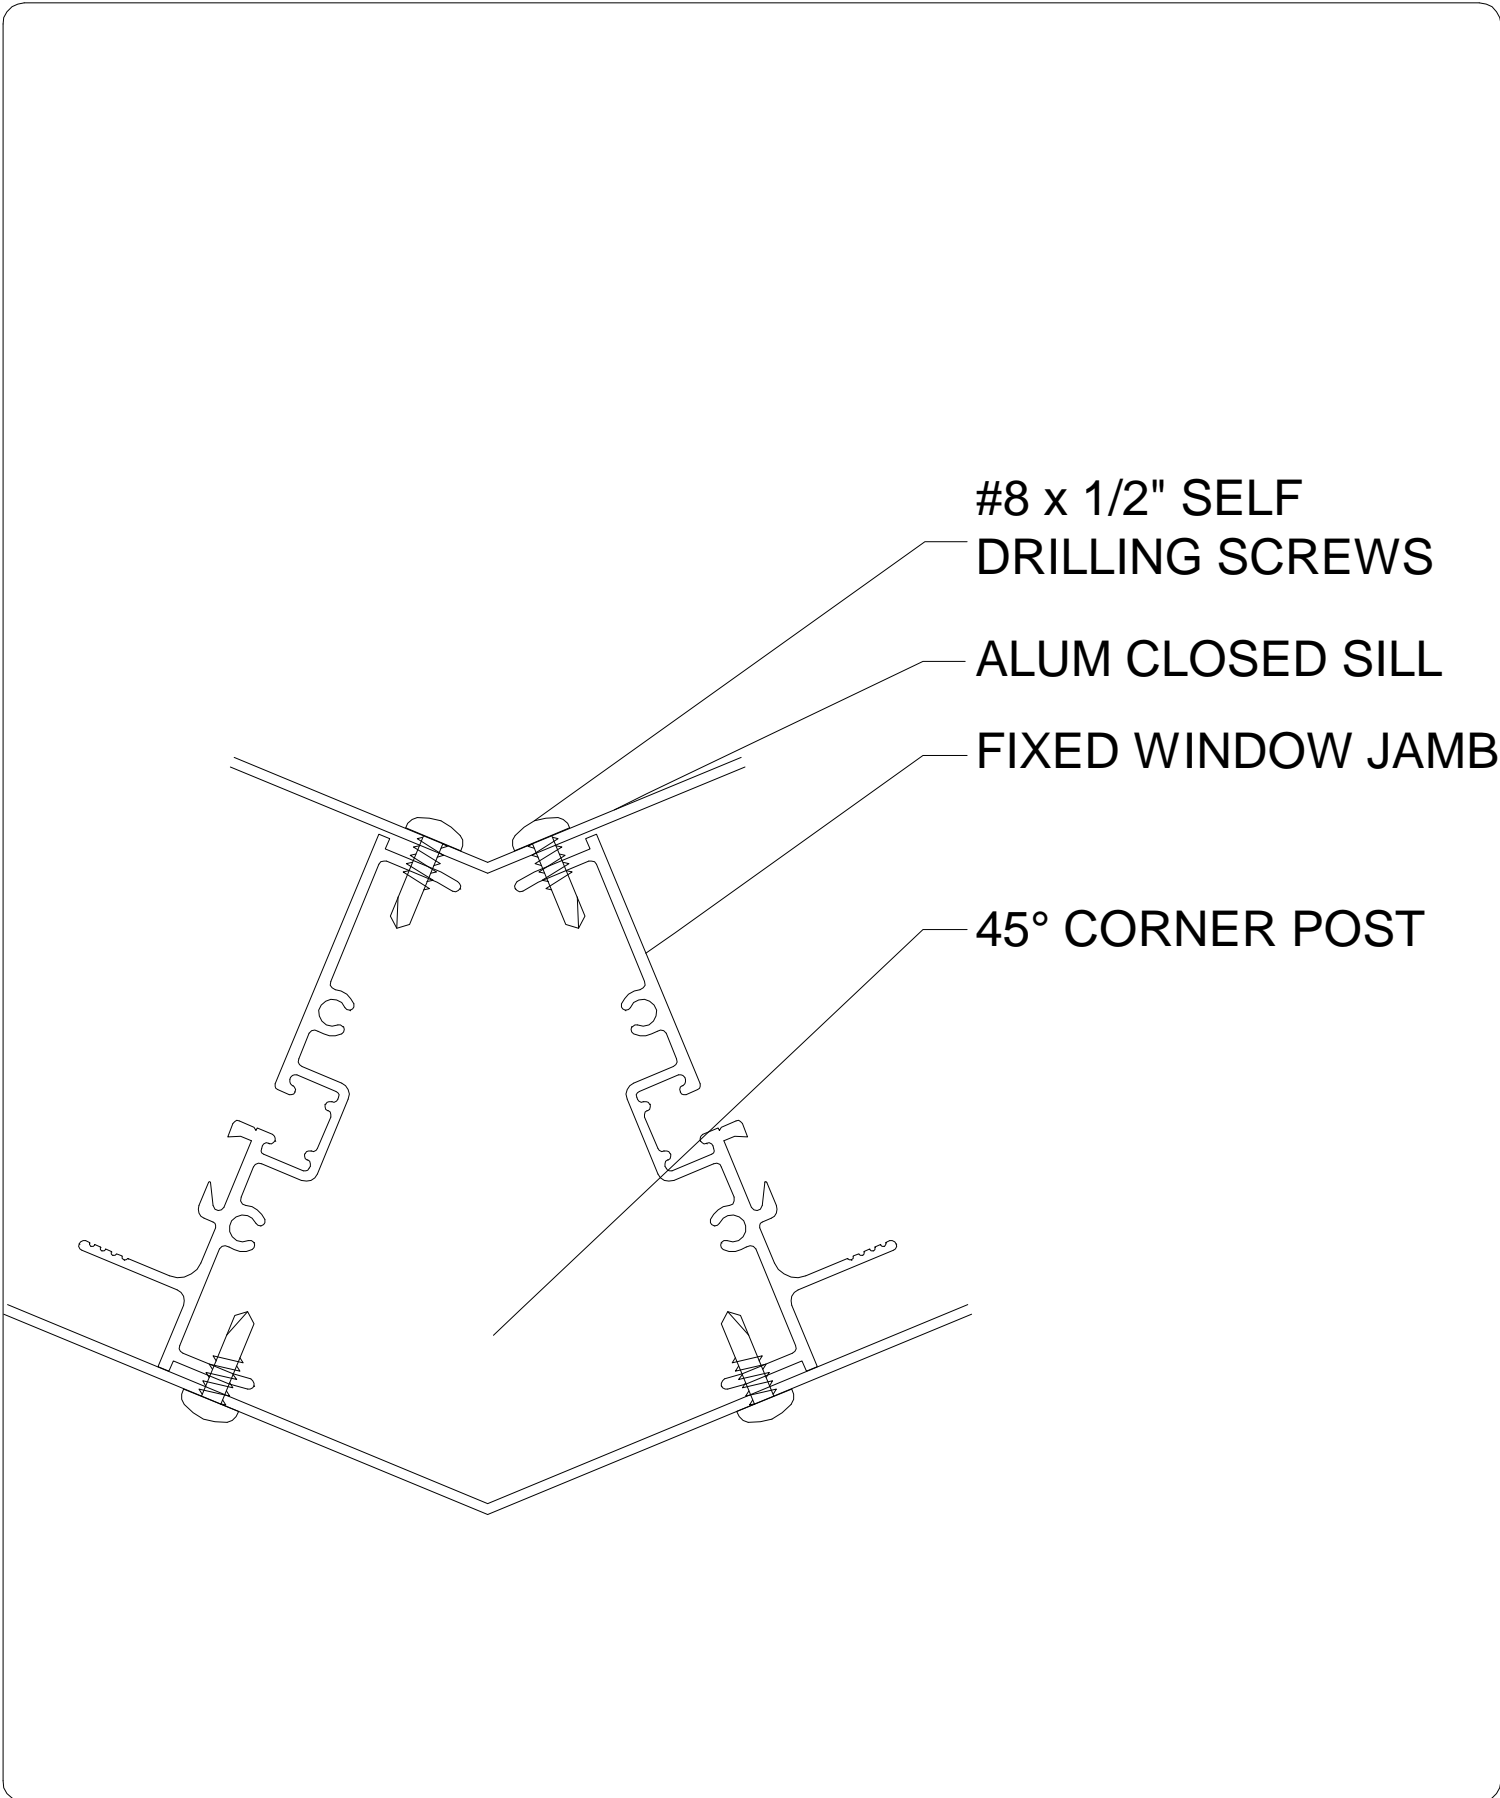 #8 x 1/2" SELF
DRILLING SCREWS
ALUM CLOSED SILL
FIXED WINDOW JAMB
45° CORNER POST